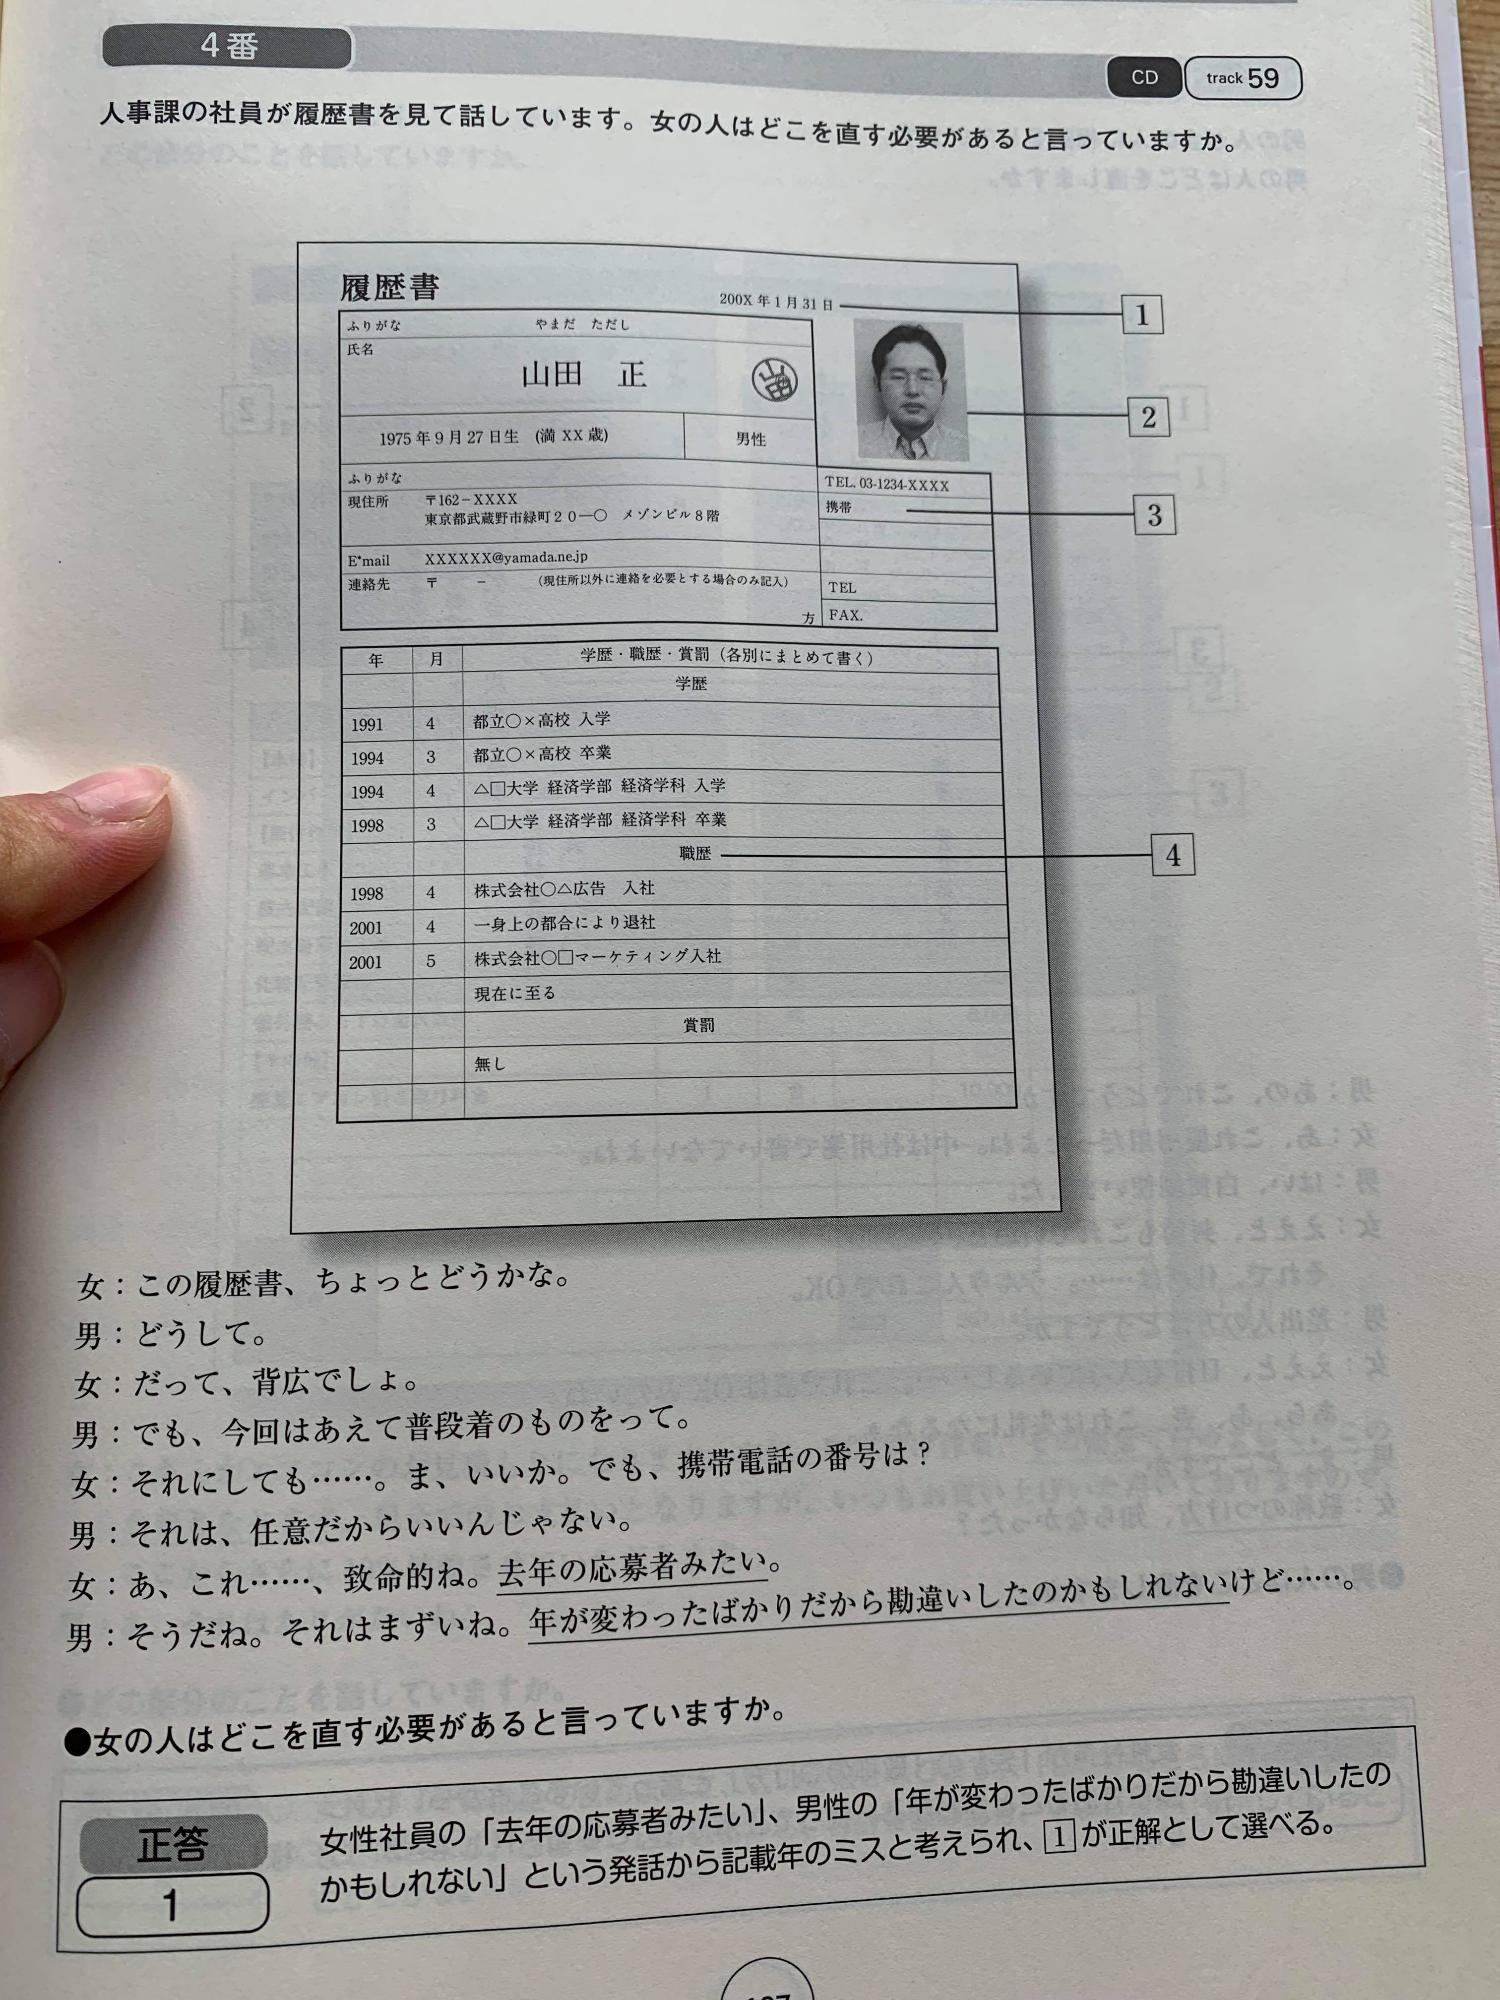 4番
CD track 59
人事課の社員が履歴書を見て話しています。女の人はどこを直す必要があると言っていますか。
履歴書
200X 年 1 月 31 日
1
ふりがな やまだ ただし
氏名
山田 正
山田
2
1975 年 9 月 27 日生 (満 XX 歳) 男性
ふりがな
TEL. 03-1234-XXXX
現住所 〒162-XXXX
携帯
3
東京都武蔵野市緑町20―○ メゾンビル8階
E*mail XXXXXX@yamada.ne.jp
連絡先 〒 - (現住所以外に連絡を必要とする場合のみ記入)
TEL
方
FAX.
年 月 学歴・職歴・賞罰(各別にまとめて書く)
学歴
1991 4 都立○×高校 入学
1994 3 都立○×高校 卒業
1994 4 △□大学 経済学部 経済学科 入学
1998 3 △□大学 経済学部 経済学科 卒業
職歴
4
1998 4 株式会社○△広告 入社
2001 4 一身上の都合により退社
2001 5 株式会社○□マーケティング入社
現在に至る
賞罰
無し
女：この履歴書、ちょっとどうかな。
男：どうして。
女：だって、背広でしょ。
男：でも、今回はあえて普段着のものをって。
女：それにしても……。ま、いいか。でも、携帯電話の番号は？
男：それは、任意だからいいんじゃない。
女：あ、これ……、致命的ね。去年の応募者みたい。
男：そうだね。それはまずいね。年が変わったばかりだから勘違いしたのかもしれないけど……。
●女の人はどこを直す必要があると言っていますか。
正答
1
女性社員の「去年の応募者みたい」、男性の「年が変わったばかりだから勘違いしたの
かもしれない」という発話から記載年のミスと考えられ、1が正解として選べる。